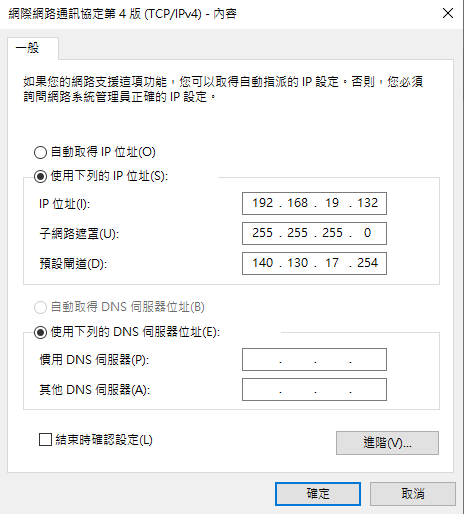 網際網路通訊協定第 4 版 (TCP/IPv4) - 內容
一般
如果您的網路支援這項功能，您可以取得自動指派的 IP 設定。否則，您必須
詢問網路系統管理員正確的 IP 設定。
自動取得 IP 位址(O)
使用下列的 IP 位址(S):
IP 位址(I): 192 . 168 . 19 . 132
子網路遮罩(U): 255 . 255 . 255 . 0
預設閘道(D): 140 . 130 . 17 . 254
自動取得 DNS 伺服器位址(B)
使用下列的 DNS 伺服器位址(E):
慣用 DNS 伺服器(P): . . .
其他 DNS 伺服器(A): . . .
結束時確認設定(L)
進階(V)...
確定 取消